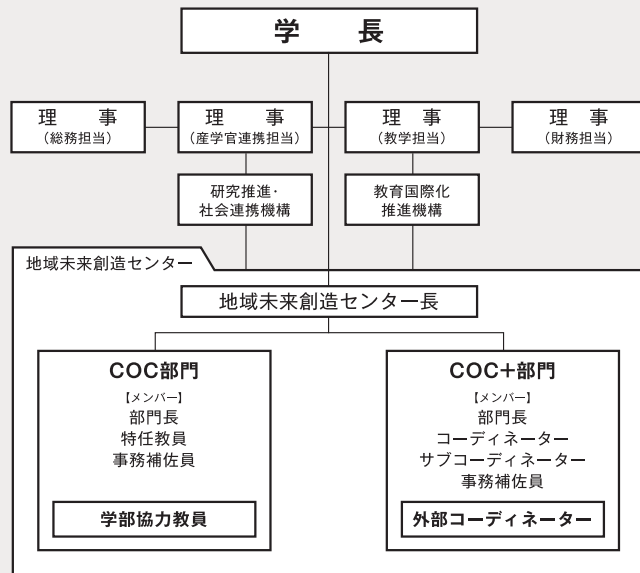 学 長
理 事
（総務担当）
理 事
（産学官連携担当）
理 事
（教学担当）
理 事
（財務担当）
研究推進・
社会連携機構
教育国際化
推進機構
地域未来創造センター
地域未来創造センター長
COC部門
【メンバー】
部門長
特任教員
事務補佐員
学部協力教員
COC+部門
【メンバー】
部門長
コーディネーター
サブコーディネーター
事務補佐員
外部コーディネーター